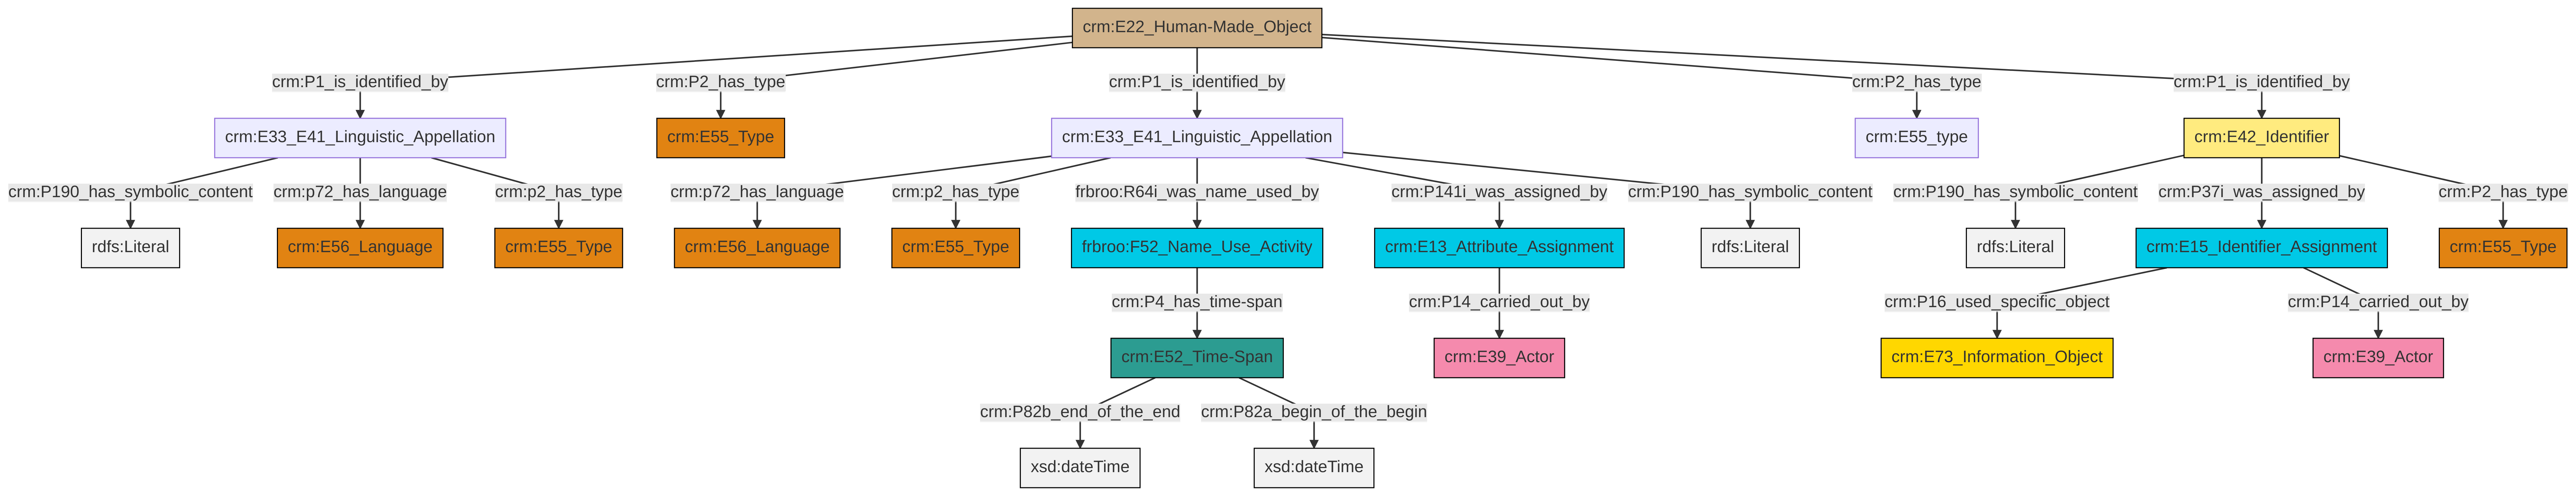 crm:E22_Human-Made_Object
crm:P1_is_identified_by
crm:P2_has_type
crm:P1_is_identified_by
crm:P2_has_type
crm:P1_is_identified_by
crm:E33_E41_Linguistic_Appellation
crm:E55_Type
crm:E33_E41_Linguistic_Appellation
crm:E55_type
crm:E42_Identifier
crm:P190_has_symbolic_content
crm:p72_has_language
crm:p2_has_type
crm:p72_has_language
crm:p2_has_type
frbroo:R64i_was_name_used_by
crm:P141i_was_assigned_by
crm:P190_has_symbolic_content
crm:P190_has_symbolic_content
crm:P37i_was_assigned_by
crm:P2_has_type
rdfs:Literal
crm:E56_Language
crm:E55_Type
crm:E56_Language
crm:E55_Type
frbroo:F52_Name_Use_Activity
crm:E13_Attribute_Assignment
rdfs:Literal
rdfs:Literal
crm:E15_Identifier_Assignment
crm:E55_Type
crm:P4_has_time-span
crm:P14_carried_out_by
crm:P16_used_specific_object
crm:P14_carried_out_by
crm:E52_Time-Span
crm:E39_Actor
crm:E73_Information_Object
crm:E39_Actor
crm:P82b_end_of_the_end
crm:P82a_begin_of_the_begin
xsd:dateTime
xsd:dateTime